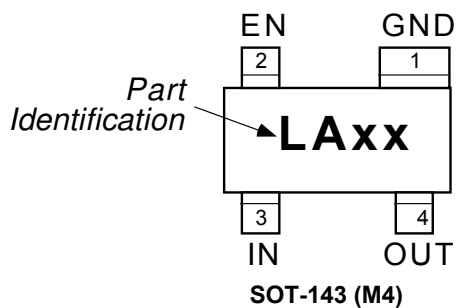 EN GND
2 1
Part
Identification
LAxx
3 4
IN OUT
SOT-143 (M4)